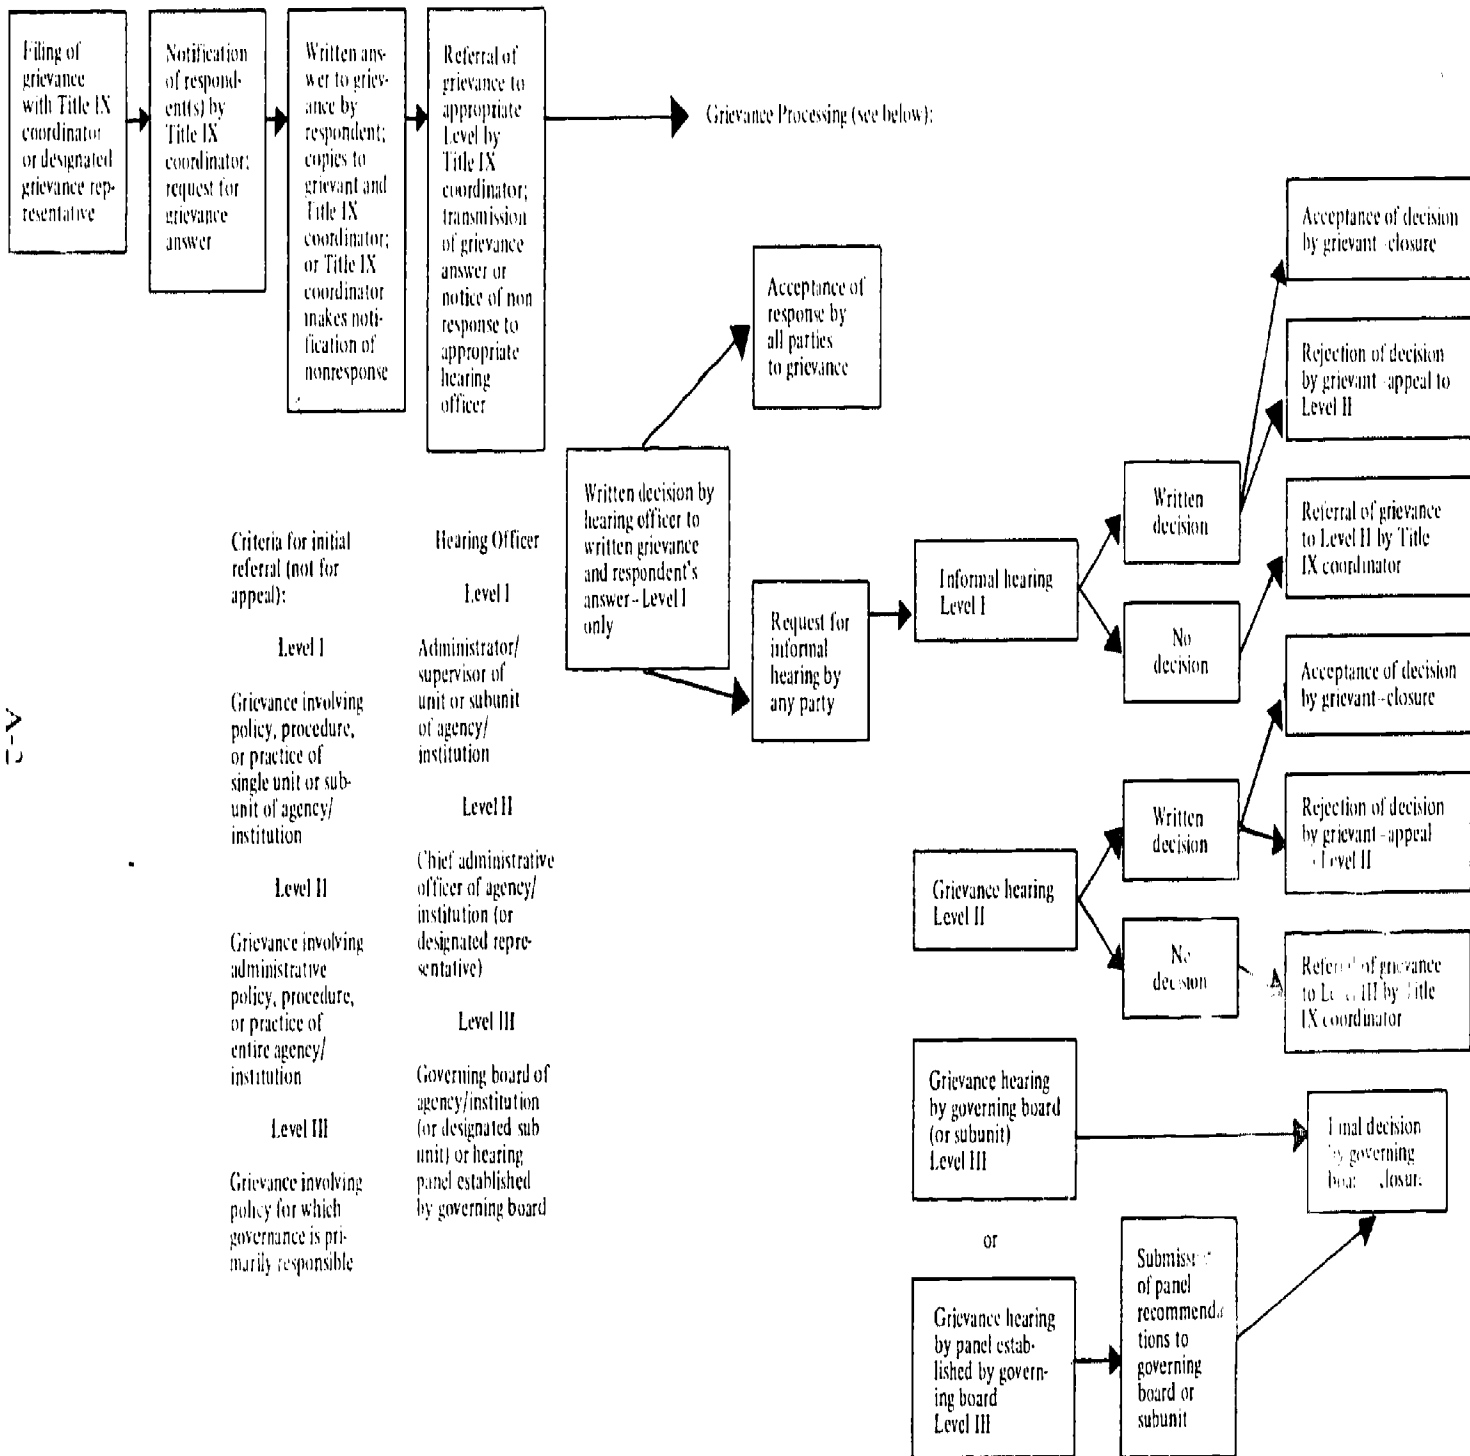 Filing of
grievance
with Title IX
coordinator
or designated
grievance rep-
resentative
Notification
of respond-
ent(s) by
Title IX
coordinator;
request for
grievance
answer
Written ans-
wer to griev-
ance by
respondent;
copies to
grievant and
Title IX
coordinator;
or Title IX
coordinator
makes noti-
fication of
nonresponse
Referral of
grievance to
appropriate
Level by
Title IX
coordinator;
transmission
of grievance
answer or
notice of non
response to
appropriate
hearing
officer
Grievance Processing (see below):
Criteria for initial
referral (not for
appeal):
Level I
Grievance involving
policy, procedure,
or practice of
single unit or sub-
unit of agency/
institution
Level II
Grievance involving
administrative
policy, procedure,
or practice of
entire agency/
institution
Level III
Grievance involving
policy for which
governance is pri-
marily responsible
Hearing Officer
Level I
Administrator/
supervisor of
unit or subunit
of agency/
institution
Level II
Chief administrative
officer of agency/
institution (or
designated repre-
sentative)
Level III
Governing board of
agency/institution
(or designated sub
unit) or hearing
panel established
by governing board
Written decision by
hearing officer to
written grievance
and respondent's
answer--Level I
only
Acceptance of
response by
all parties
to grievance
Request for
informal
hearing by
any party
Informal hearing
Level I
Written
decision
No
decision
Acceptance of decision
by grievant--closure
Rejection of decision
by grievant--appeal to
Level II
Referral of grievance
to Level II by Title
IX coordinator
Grievance hearing
Level II
Written
decision
No
decision
Acceptance of decision
by grievant--closure
Rejection of decision
by grievant--appeal
Level II
Referral of grievance
to III by Title
IX coordinator
Grievance hearing
by governing board
(or subunit)
Level III
or
Grievance hearing
by panel estab-
lished by govern-
ing board
Level III
Submission
of panel
recommenda
tions to
governing
board or
subunit
decision
by governing